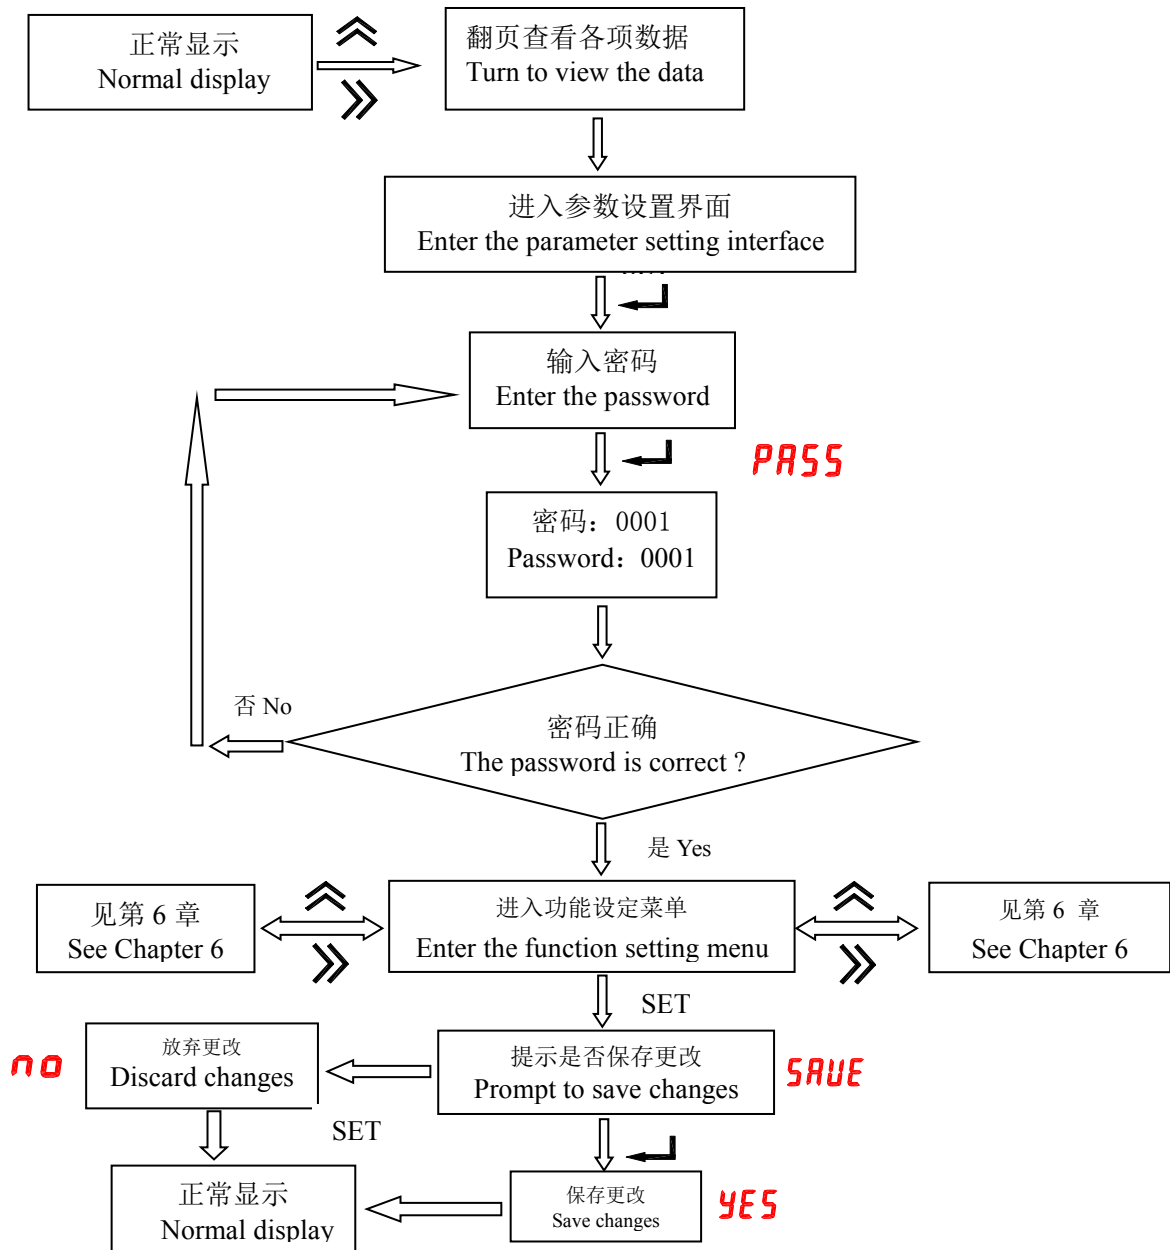 正常显示
Normal display
翻页查看各项数据
Turn to view the data
进入参数设置界面
Enter the parameter setting interface
输入密码
Enter the password
PASS
密码：0001
Password：0001
否 No
密码正确
The password is correct ?
是 Yes
见第 6 章
See Chapter 6
进入功能设定菜单
Enter the function setting menu
见第 6 章
See Chapter 6
SET
no
放弃更改
Discard changes
提示是否保存更改
Prompt to save changes
SAVE
SET
正常显示
Normal display
保存更改
Save changes
YES